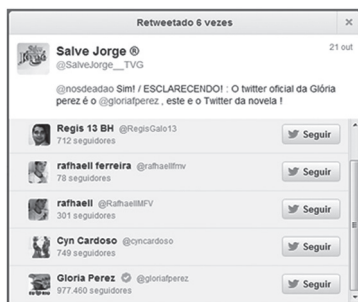 Retweetado 6 vezes ×
Salve Jorge ® 21 out
@SalveJorge__TVG
@nosdeadao Sim! / ESCLARECENDO! : O twitter oficial da Glória
perez é o @gloriafperez , este e o Twitter da novela !
Regis 13 BH @RegisGalo13
712 seguidores
Seguir
rafhaell ferreira @rafhaellfmv
78 seguidores
Seguir
rafhaell @RafhaellMFV
301 seguidores
Seguir
Cyn Cardoso @cyncardoso
749 seguidores
Seguir
Gloria Perez @gloriafperez
977.460 seguidores
Seguir